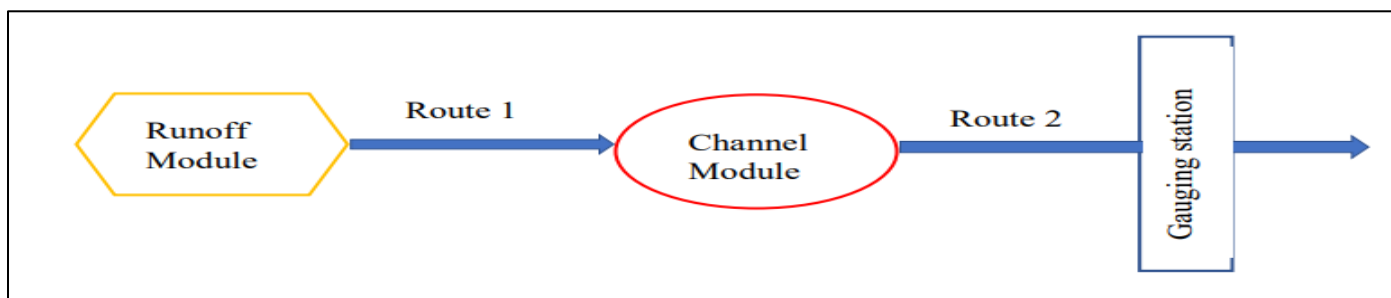 Runoff
Module
Route 1
Channel
Module
Route 2
Gauging station